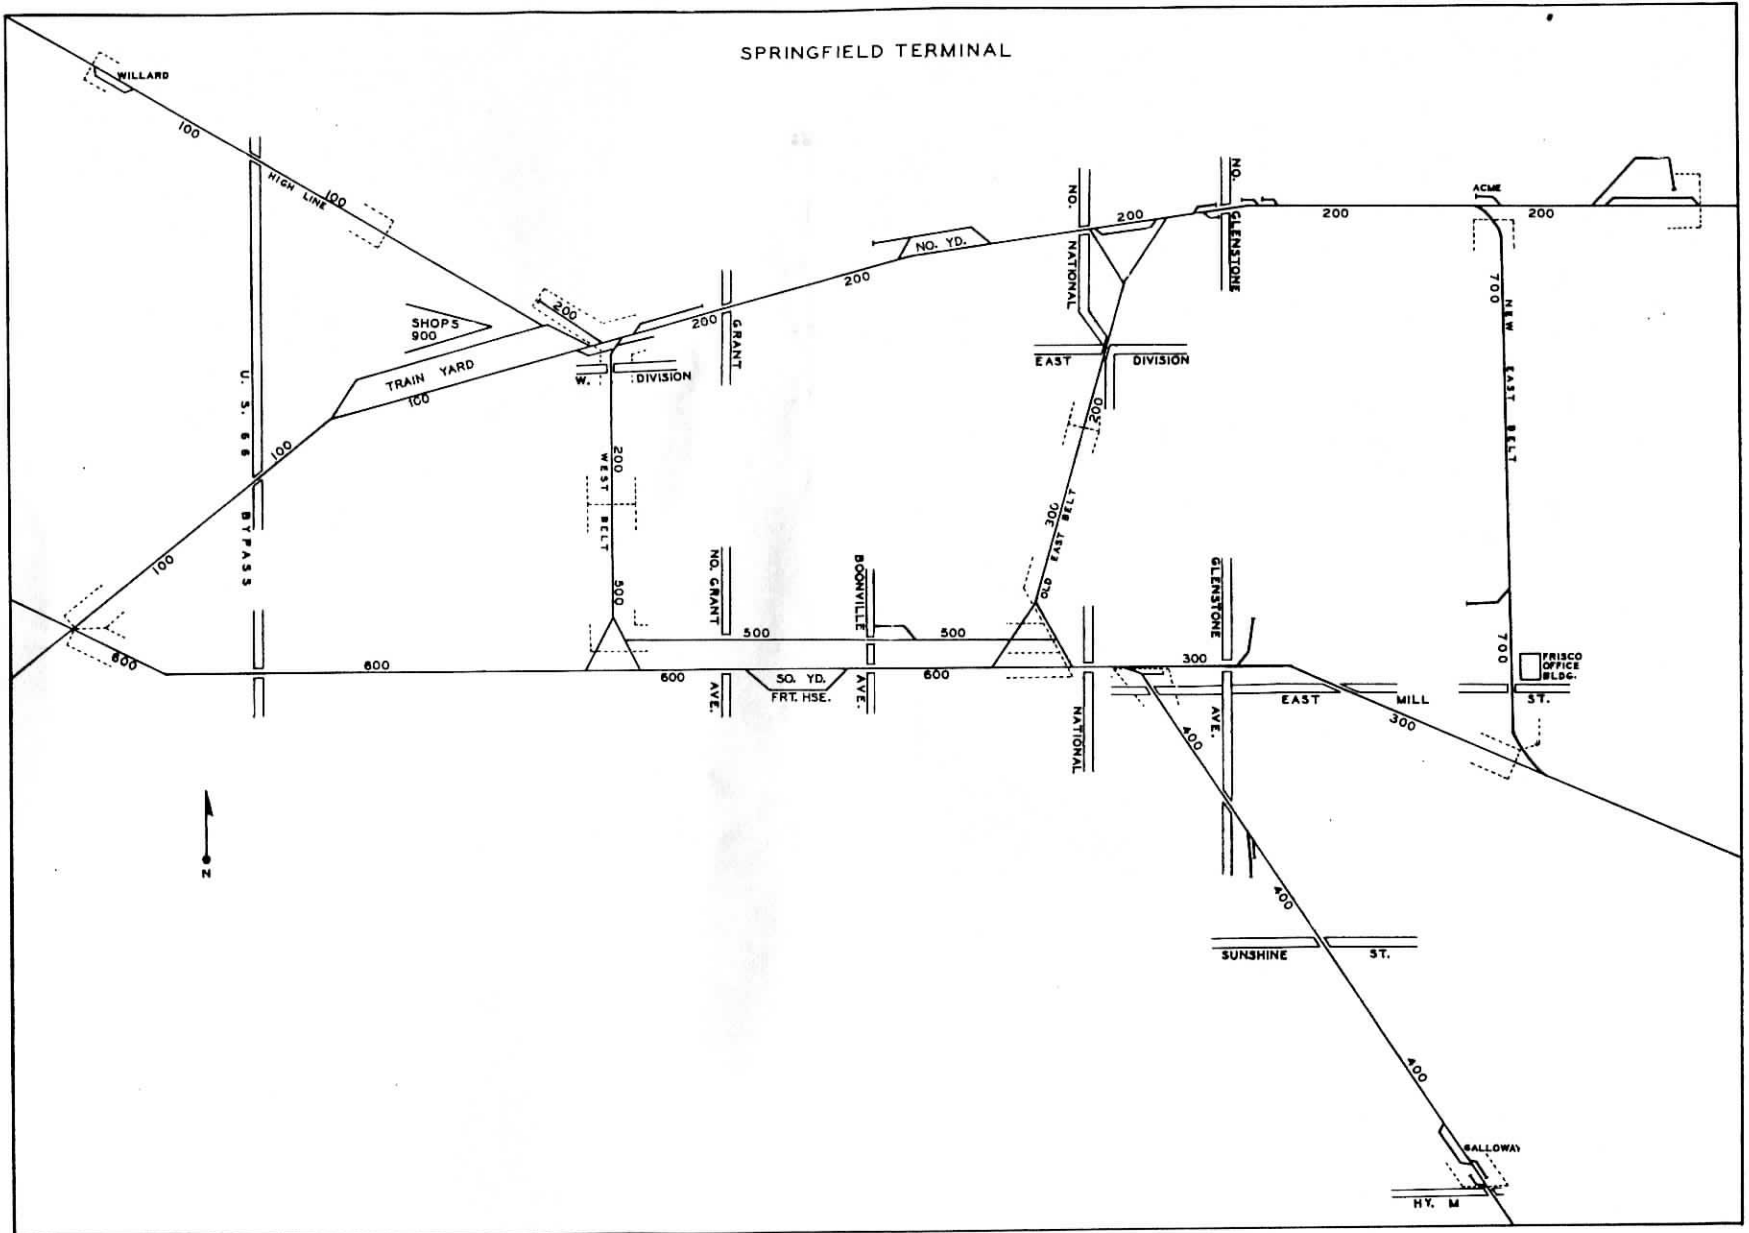 SPRINGFIELD TERMINAL
WILLARD
100
HIGH LINE
100
NO.
NO.
ACME
200
GLENSTONE
200
200
NO. YD.
NATIONAL
200
200
SHOPS
900
200
GRANT
700
NEW EAST BELT
TRAIN YARD
100
W. DIVISION
EAST DIVISION
U. S. 66 BYPASS
100
200
200
WEST BELT
300
OLD EAST BELT
100
500
NO. GRANT
BOONVILLE
GLENSTONE
500
500
700
600
600
600
SO. YD.
FRT. HSE.
AVE.
AVE.
600
300
FRISCO
OFFICE
BLDG.
EAST MILL ST.
NATIONAL
400
AVE.
300
N
400
SUNSHINE ST.
400
GALLOWAY
HY. M